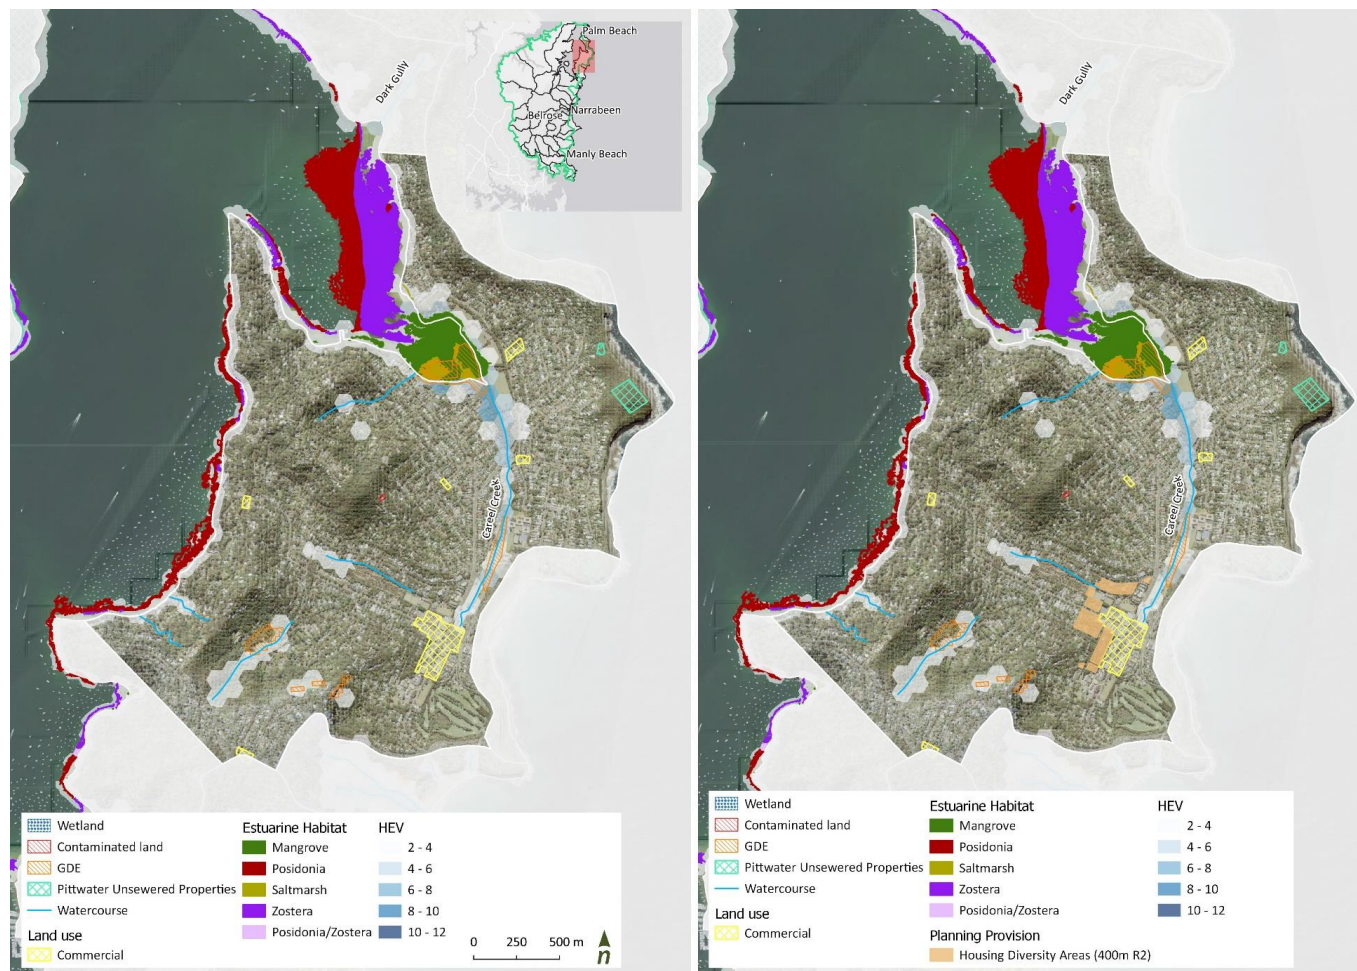 Palm Beach
Dark Gully
Narrabeen
Belrose
Manly Beach
Careel Creek
Wetland
Contaminated land
GDE
Pittwater Unsewered Properties
Watercourse
Land use
Commercial
Estuarine Habitat
Mangrove
Posidonia
Saltmarsh
Zostera
Posidonia/Zostera
HEV
2 - 4
4 - 6
6 - 8
8 - 10
10 - 12
0 250 500 m
n
Dark Gully
Careel Creek
Wetland
Contaminated land
GDE
Pittwater Unsewered Properties
Watercourse
Land use
Commercial
Estuarine Habitat
Mangrove
Posidonia
Saltmarsh
Zostera
Posidonia/Zostera
Planning Provision
Housing Diversity Areas (400m R2)
HEV
2 - 4
4 - 6
6 - 8
8 - 10
10 - 12